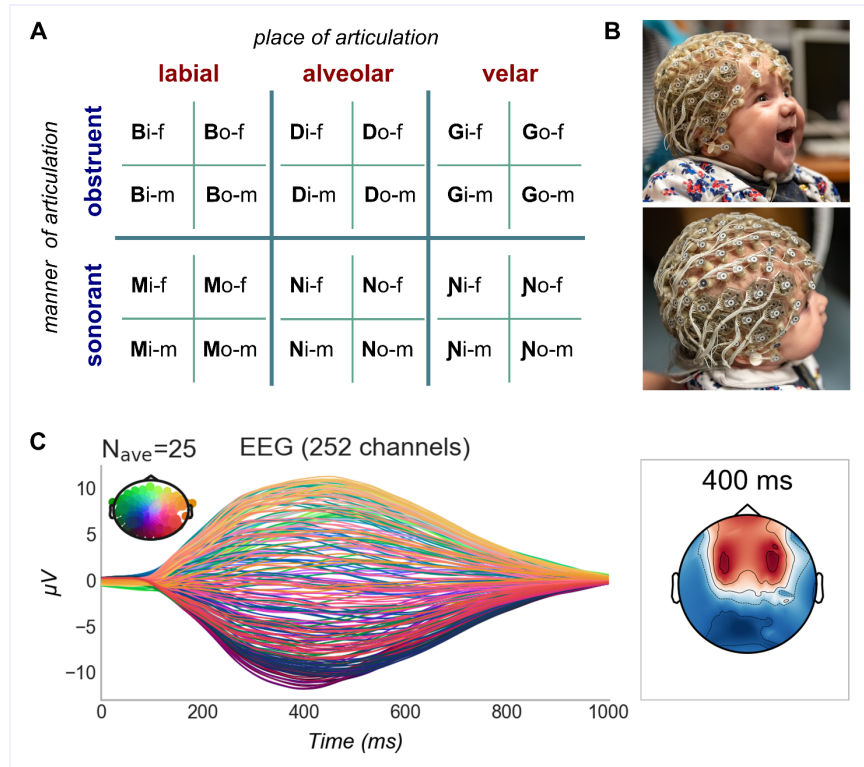 A
place of articulation
B
labial alveolar velar
manner of articulation
obstruent
Bi-f Bo-f Di-f Do-f Gi-f Go-f
Bi-m Bo-m Di-m Do-m Gi-m Go-m
sonorant
Mi-f Mo-f Ni-f No-f Ɲi-f Ɲo-f
Mi-m Mo-m Ni-m No-m Ɲi-m Ɲo-m
C
Nave=25 EEG (252 channels)
400 ms
μV
10
5
0
−5
−10
0 200 400 600 800 1000
Time (ms)